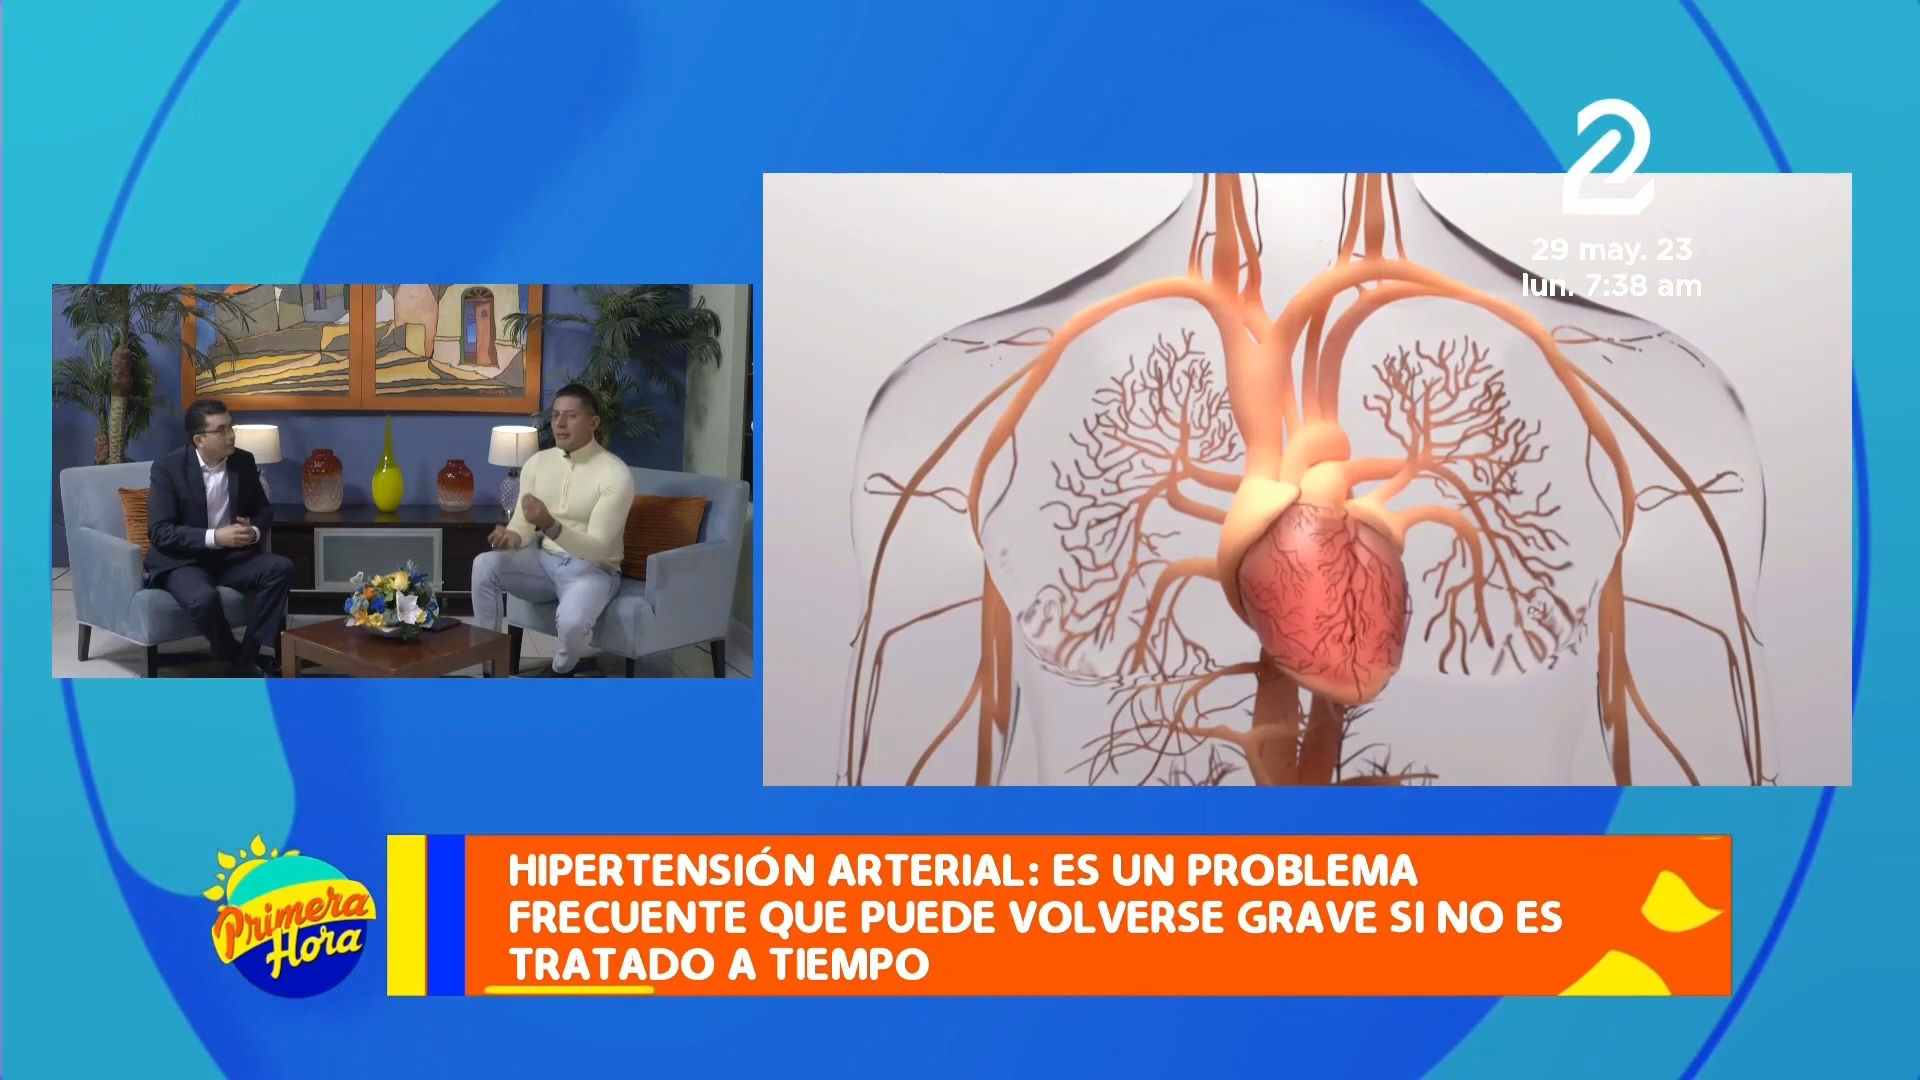 2
29 may. 23
lun. 7:38 am
Primera
Hora
HIPERTENSIÓN ARTERIAL: ES UN PROBLEMA
FRECUENTE QUE PUEDE VOLVERSE GRAVE SI NO ES
TRATADO A TIEMPO